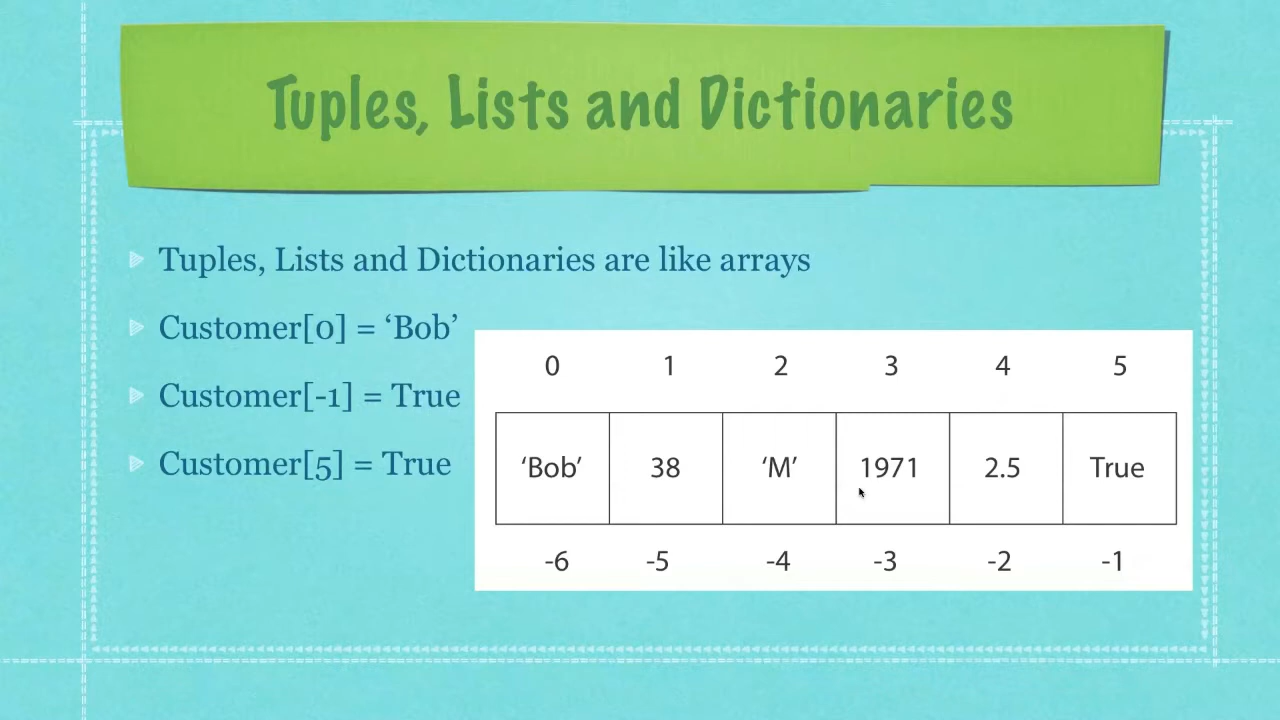 Tuples, Lists and Dictionaries
Tuples, Lists and Dictionaries are like arrays
Customer[0] = ‘Bob’
Customer[-1] = True
Customer[5] = True
0 1 2 3 4 5
‘Bob’ 38 ‘M’ 1971 2.5 True
-6 -5 -4 -3 -2 -1